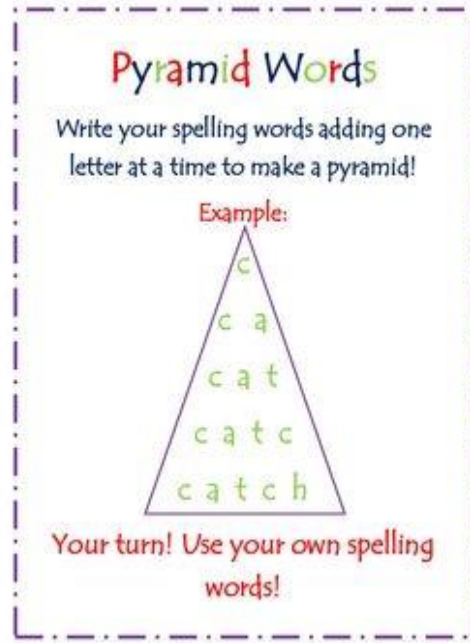 Pyramid Words
Write your spelling words adding one
letter at a time to make a pyramid!
Example:
c
c a
c a t
c a t c
c a t c h
Your turn! Use your own spelling
words!